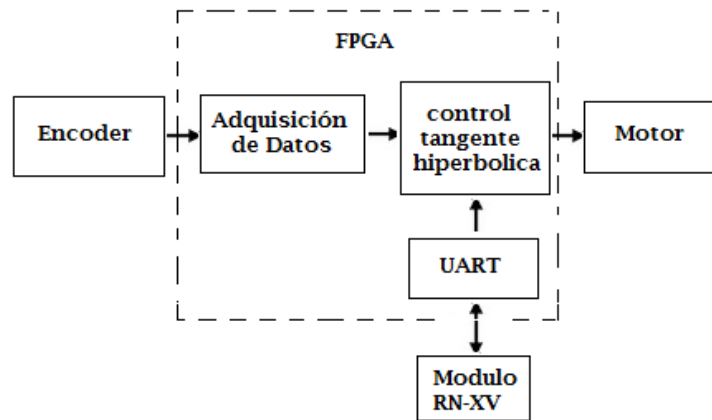 FPGA
Encoder
Adquisición
de Datos
control
tangente
hiperbolica
Motor
UART
Modulo
RN-XV